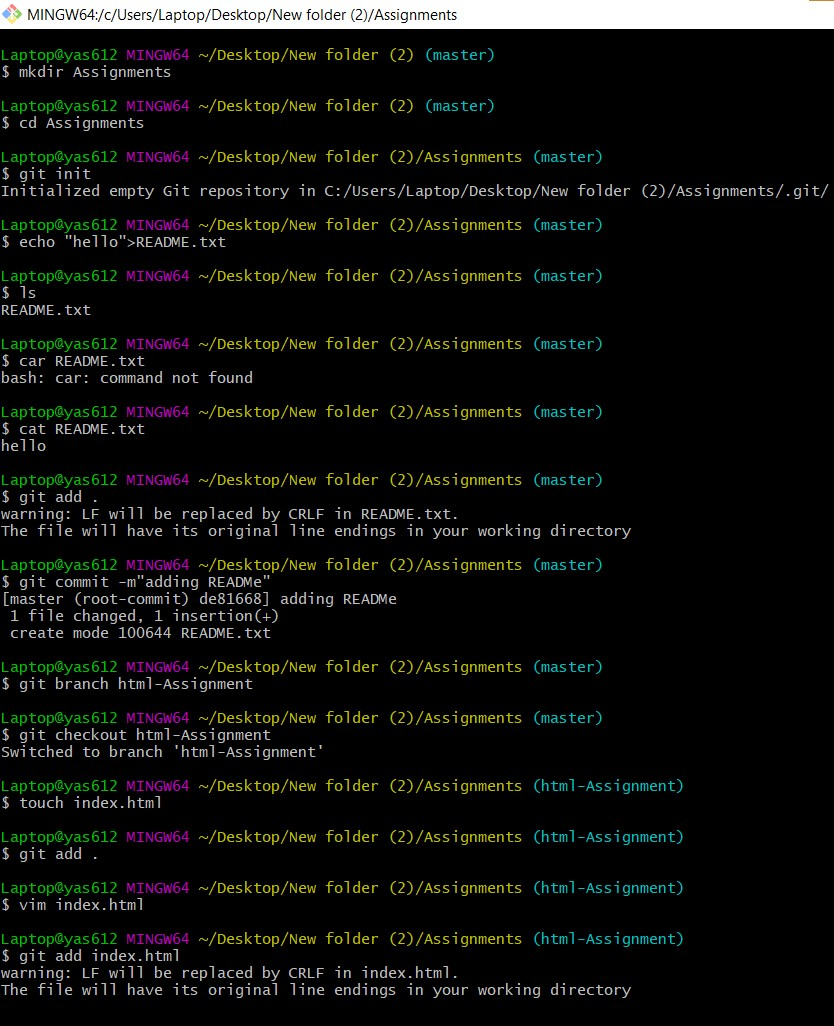 MINGW64:/c/Users/Laptop/Desktop/New folder (2)/Assignments
Laptop@yas612 MINGW64 ~/Desktop/New folder (2) (master)
$ mkdir Assignments
Laptop@yas612 MINGW64 ~/Desktop/New folder (2) (master)
$ cd Assignments
Laptop@yas612 MINGW64 ~/Desktop/New folder (2)/Assignments (master)
$ git init
Initialized empty Git repository in C:/Users/Laptop/Desktop/New folder (2)/Assignments/.git/
Laptop@yas612 MINGW64 ~/Desktop/New folder (2)/Assignments (master)
$ echo "hello">README.txt
Laptop@yas612 MINGW64 ~/Desktop/New folder (2)/Assignments (master)
$ ls
README.txt
Laptop@yas612 MINGW64 ~/Desktop/New folder (2)/Assignments (master)
$ car README.txt
bash: car: command not found
Laptop@yas612 MINGW64 ~/Desktop/New folder (2)/Assignments (master)
$ cat README.txt
hello
Laptop@yas612 MINGW64 ~/Desktop/New folder (2)/Assignments (master)
$ git add .
warning: LF will be replaced by CRLF in README.txt.
The file will have its original line endings in your working directory
Laptop@yas612 MINGW64 ~/Desktop/New folder (2)/Assignments (master)
$ git commit -m"adding READMe"
[master (root-commit) de81668] adding READMe
 1 file changed, 1 insertion(+)
 create mode 100644 README.txt
Laptop@yas612 MINGW64 ~/Desktop/New folder (2)/Assignments (master)
$ git branch html-Assignment
Laptop@yas612 MINGW64 ~/Desktop/New folder (2)/Assignments (master)
$ git checkout html-Assignment
Switched to branch 'html-Assignment'
Laptop@yas612 MINGW64 ~/Desktop/New folder (2)/Assignments (html-Assignment)
$ touch index.html
Laptop@yas612 MINGW64 ~/Desktop/New folder (2)/Assignments (html-Assignment)
$ git add .
Laptop@yas612 MINGW64 ~/Desktop/New folder (2)/Assignments (html-Assignment)
$ vim index.html
Laptop@yas612 MINGW64 ~/Desktop/New folder (2)/Assignments (html-Assignment)
$ git add index.html
warning: LF will be replaced by CRLF in index.html.
The file will have its original line endings in your working directory